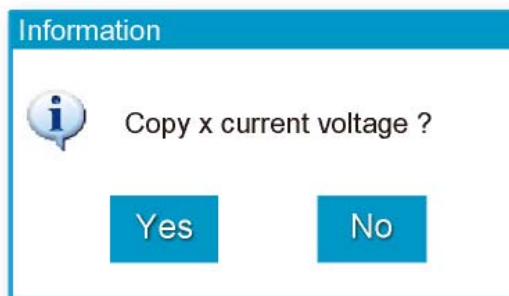 Information
Copy x current voltage ?
Yes No